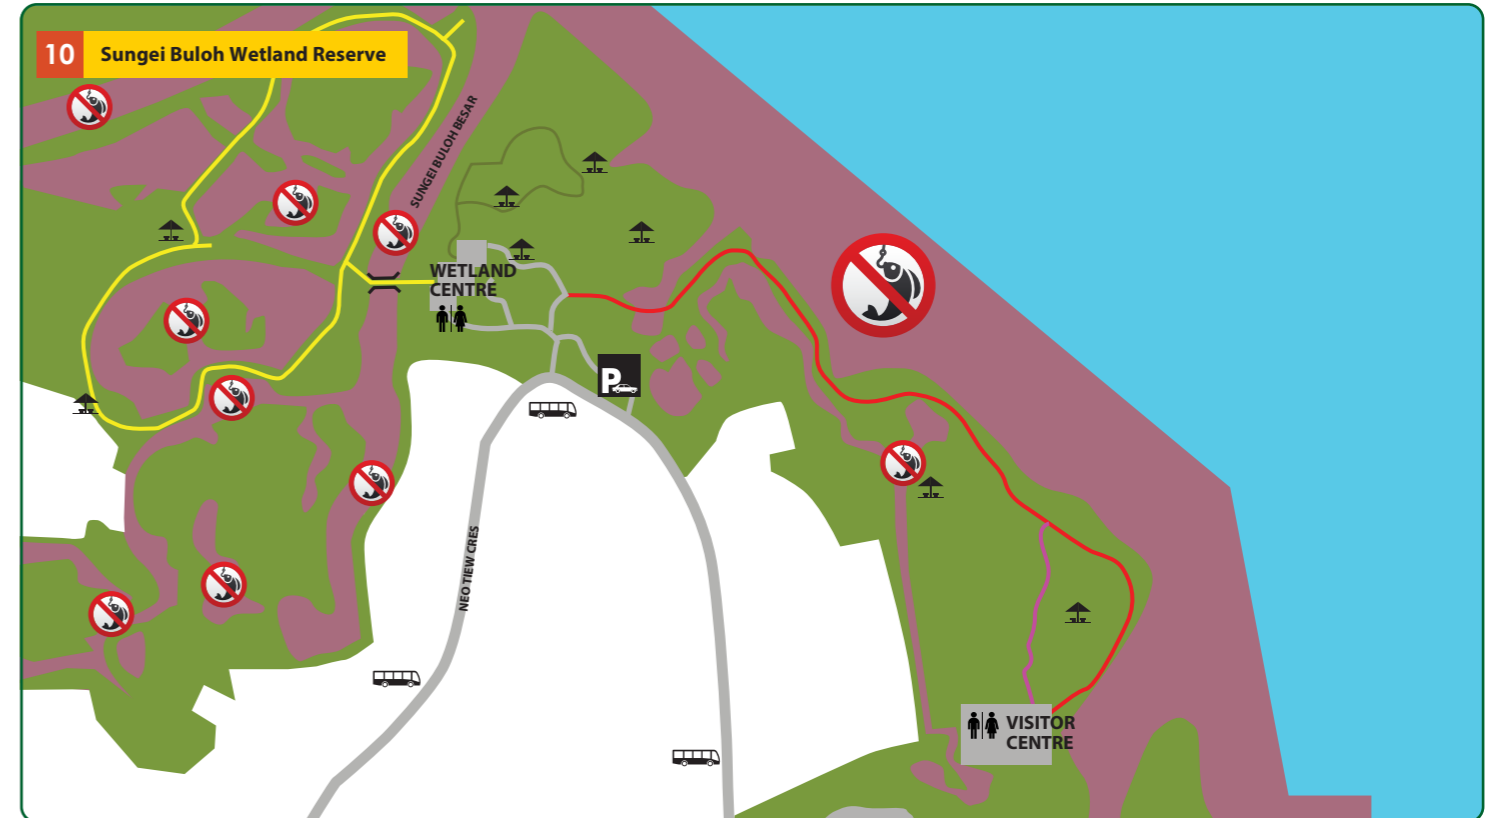 10 Sungei Buloh Wetland Reserve
SUNGEI BULOH BESAR
WETLAND
CENTRE
P
NEO TIEW CRES
VISITOR
CENTRE